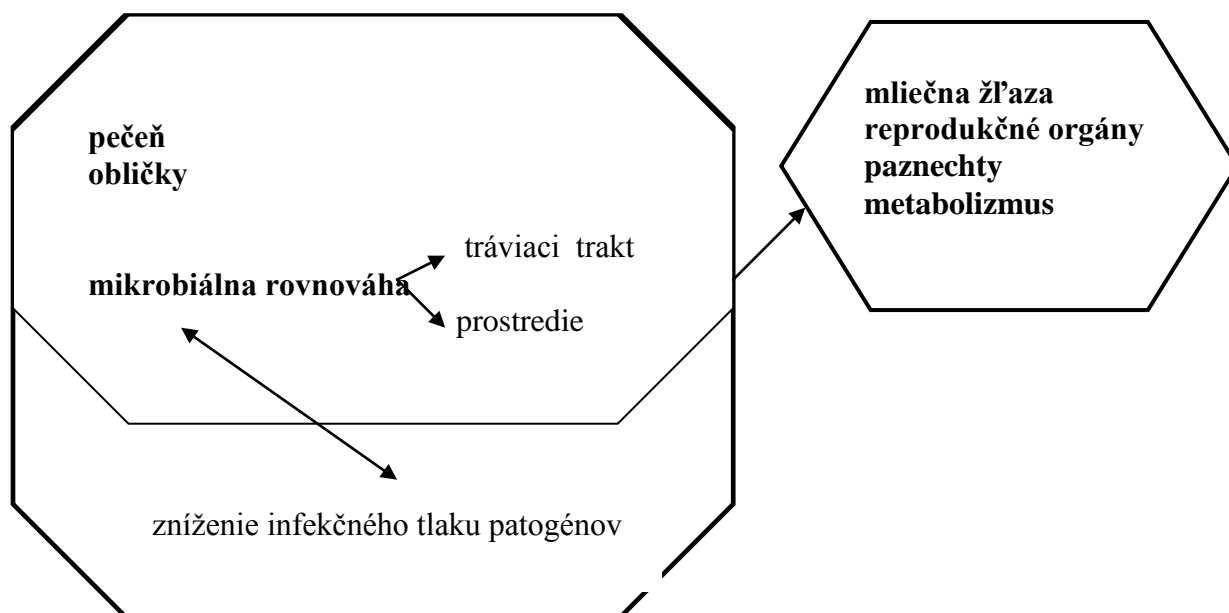 pečeň
obličky
mikrobiálna rovnováha
tráviaci trakt
prostredie
zníženie infekčného tlaku patogénov
mliečna žľaza
reprodukčné orgány
paznechty
metabolizmus